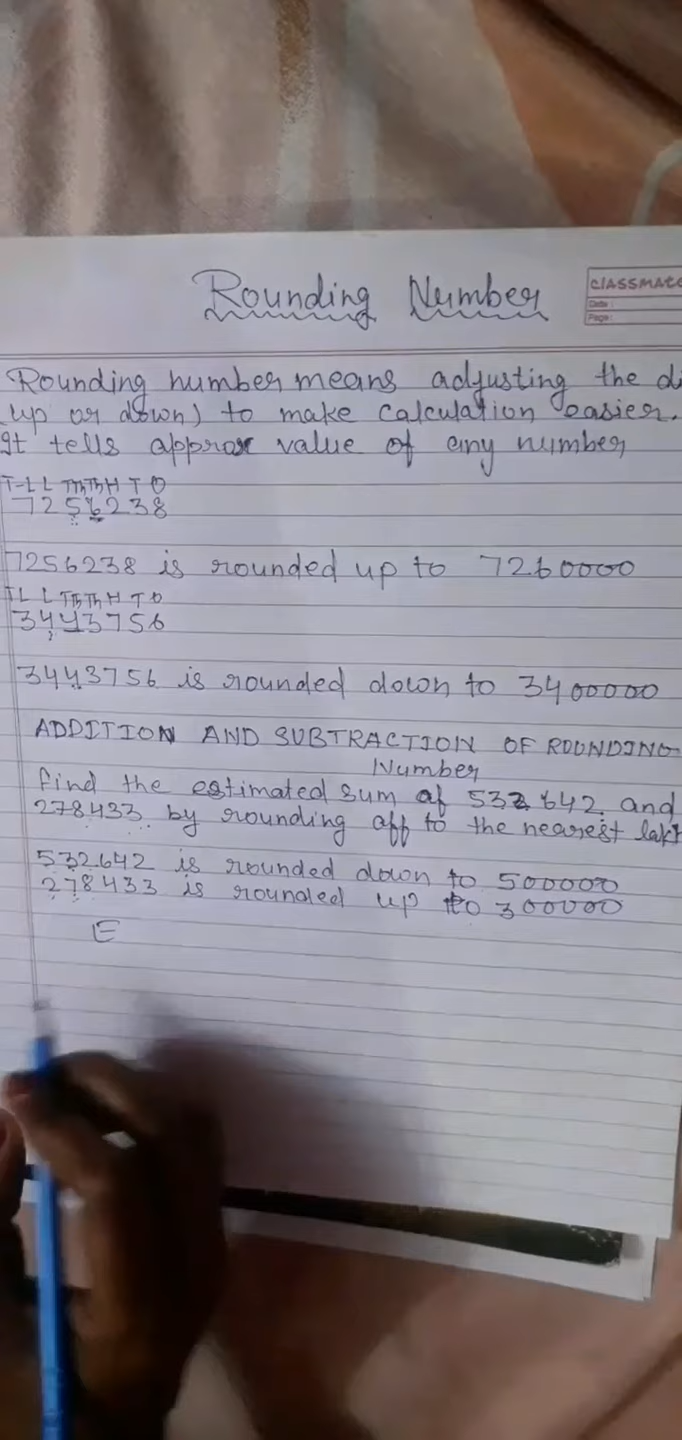 Rounding Number
CLASSMATE
Date :
Page:
Rounding number means adjusting the di
(up or down) to make calculation easier.
It tells approx value of any number
T-L L TTh Th H T O
7256238
7256238 is rounded up to 7260000
TL L TTh Th H T O
3443756
3443756 is rounded down to 3400000
ADDITION AND SUBTRACTION OF ROUNDING
Number
find the estimated sum of 532642 and
278433 by rounding off to the nearest lakh
532642 is rounded down to 500000
278433 is rounded up to 300000
E